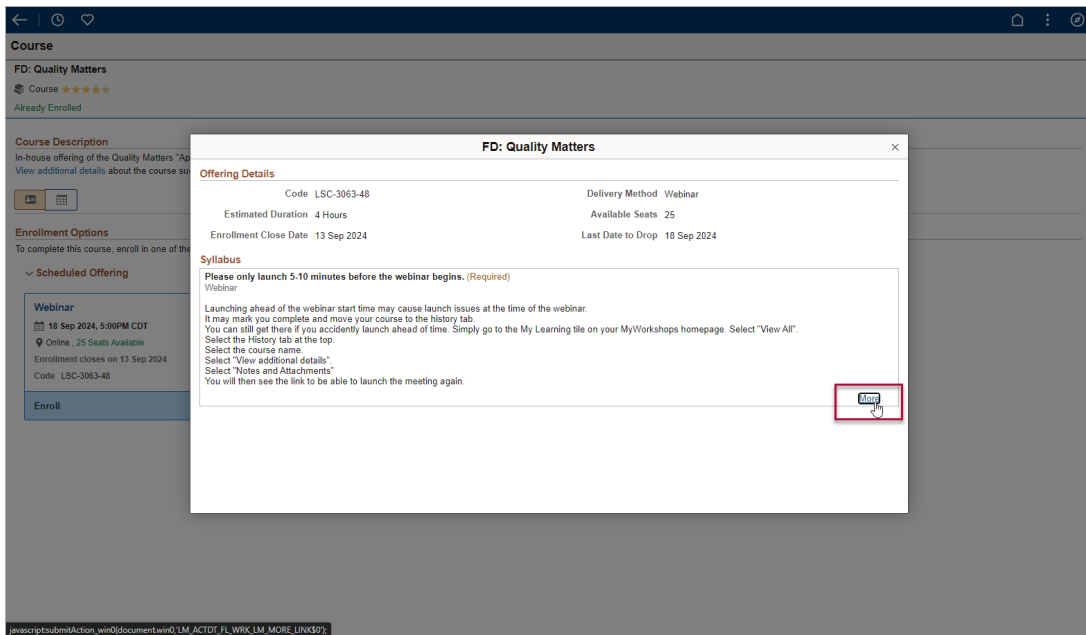 Course
FD: Quality Matters
Course
Already Enrolled
Course Description
In-house offering of the Quality Matters "Ap
View additional details about the course su
Enrollment Options
To complete this course, enroll in one of the
Scheduled Offering
Webinar
18 Sep 2024, 5:00PM CDT
Online , 25 Seats Available
Enrollment closes on 13 Sep 2024
Code LSC-3063-48
Enroll
FD: Quality Matters
Offering Details
Code LSC-3063-48 Delivery Method Webinar
Estimated Duration 4 Hours Available Seats 25
Enrollment Close Date 13 Sep 2024 Last Date to Drop 18 Sep 2024
Syllabus
Please only launch 5-10 minutes before the webinar begins. (Required)
Webinar
Launching ahead of the webinar start time may cause launch issues at the time of the webinar.
It may mark you complete and move your course to the history tab.
You can still get there if you accidently launch ahead of time. Simply go to the My Learning tile on your MyWorkshops homepage. Select "View All".
Select the History tab at the top.
Select the course name.
Select "View additional details".
Select "Notes and Attachments"
You will then see the link to be able to launch the meeting again.
More
javascript:submitAction_win0(document.win0,'LM_ACTDT_FL_WRK_LM_MORE_LINK$0');